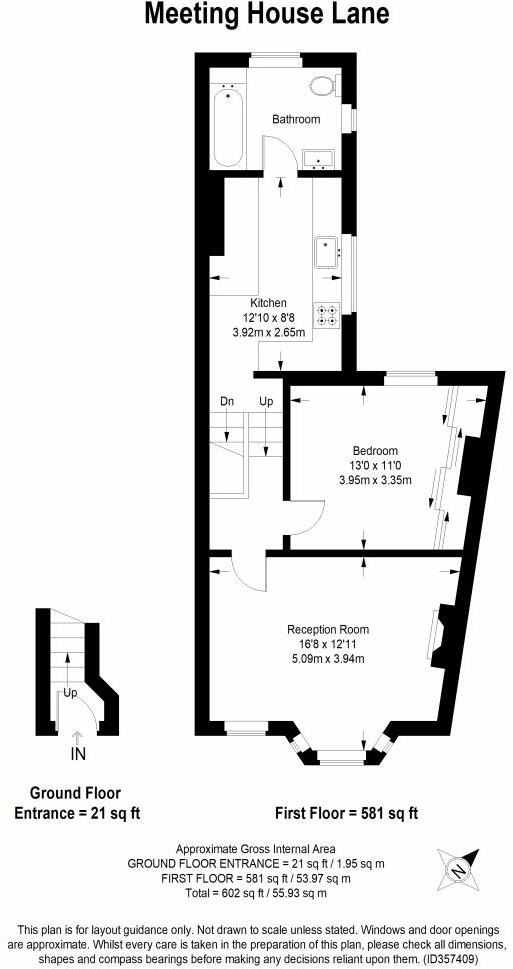 Meeting House Lane
Bathroom
Kitchen
12'10 x 8'8
3.92m x 2.65m
Dn
Up
Bedroom
13'0 x 11'0
3.95m x 3.35m
Reception Room
16'8 x 12'11
5.09m x 3.94m
Up
IN
Ground Floor
Entrance = 21 sq ft
First Floor = 581 sq ft
Approximate Gross Internal Area
GROUND FLOOR ENTRANCE = 21 sq ft / 1.95 sq m
FIRST FLOOR = 581 sq ft / 53.97 sq m
Total = 602 sq ft / 55.93 sq m
N
This plan is for layout guidance only. Not drawn to scale unless stated. Windows and door openings
are approximate. Whilst every care is taken in the preparation of this plan, please check all dimensions,
shapes and compass bearings before making any decisions reliant upon them. (ID357409)